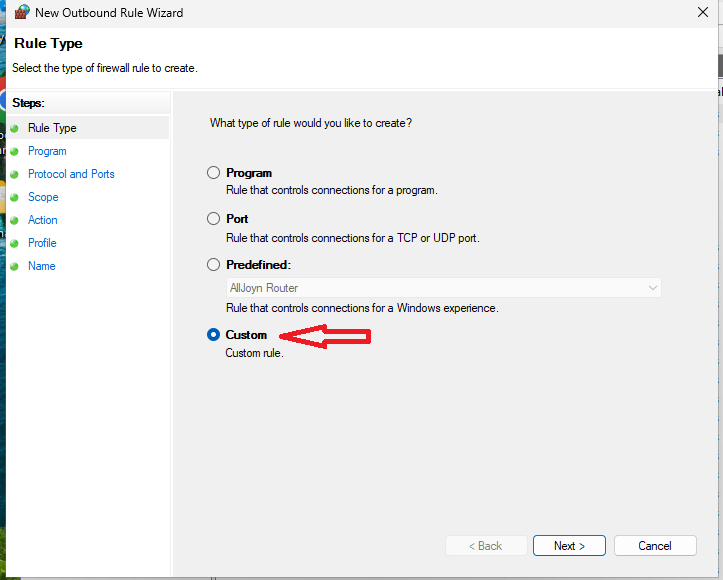 New Outbound Rule Wizard
Rule Type
Select the type of firewall rule to create.
Steps:
Rule Type
Program
Protocol and Ports
Scope
Action
Profile
Name
What type of rule would you like to create?
Program
Rule that controls connections for a program.
Port
Rule that controls connections for a TCP or UDP port.
Predefined:
AllJoyn Router
Rule that controls connections for a Windows experience.
Custom
Custom rule.
< Back
Next >
Cancel